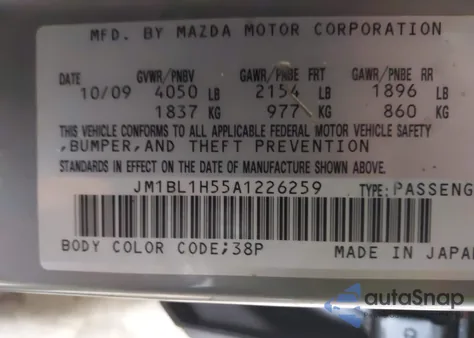 MFD. BY MAZDA MOTOR CORPORATION
DATE GVWR/PNBV GAWR/PNBE FRT GAWR/PNBE RR
10/09 4050 LB 2154 LB 1896 LB
1837 KG 977 KG 860 KG
THIS VEHICLE CONFORMS TO ALL APPLICABLE FEDERAL MOTOR VEHICLE SAFETY
,BUMPER,AND THEFT PREVENTION
STANDARDS IN EFFECT ON THE DATE OF MANUFACTURE SHOWN ABOVE.
JM1BL1H55A1226259 TYPE: PASSENG
BODY COLOR CODE;38P MADE IN JAPA
autoSnap